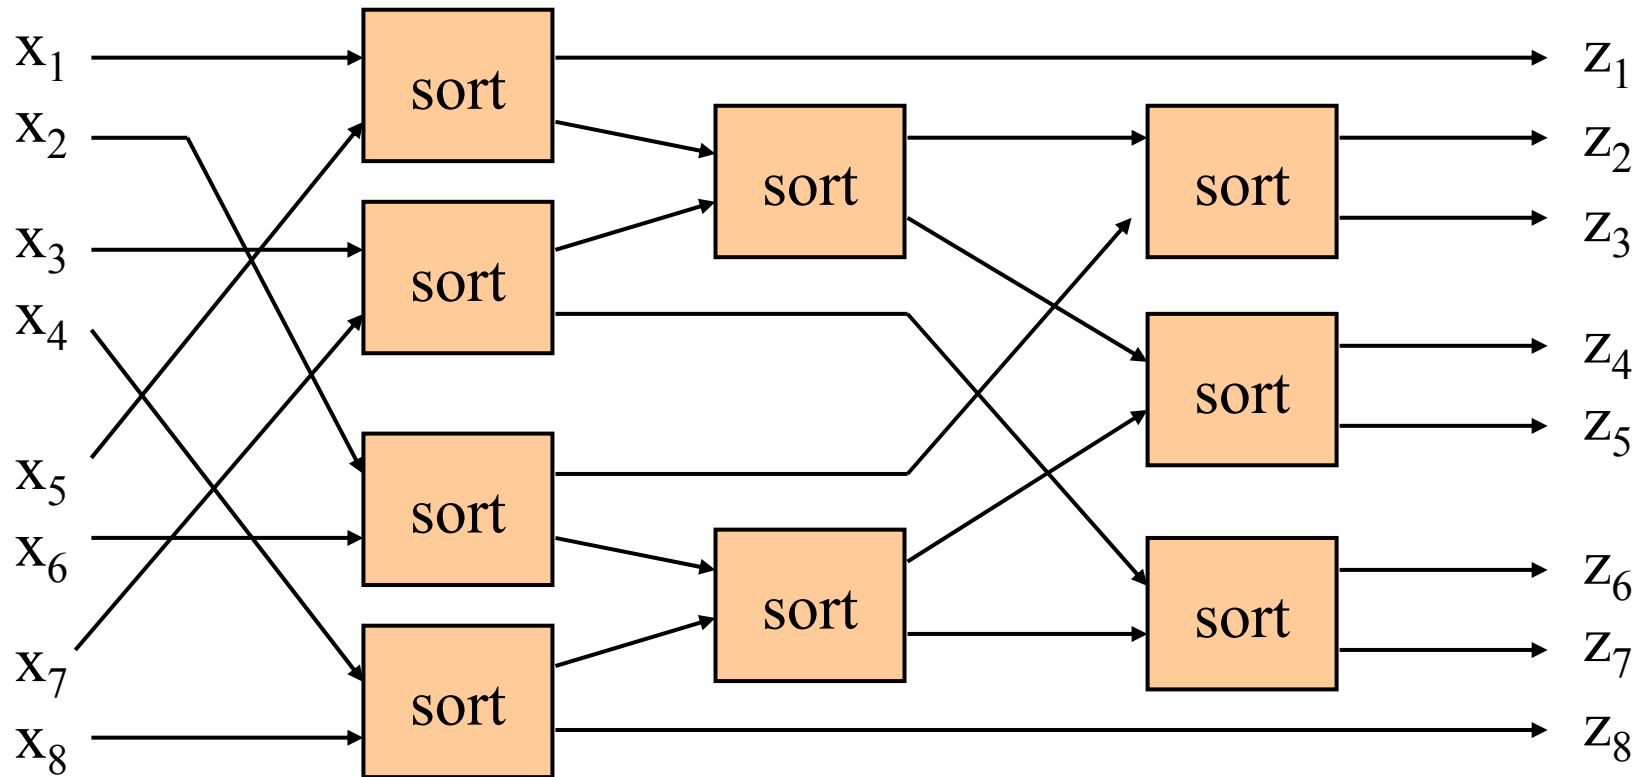 x₁
sort
z₁
x₂
sort
sort
z₂
x₃
sort
z₃
x₄
sort
z₄
x₅
z₅
x₆
sort
sort
sort
z₆
x₇
z₇
x₈
sort
z₈